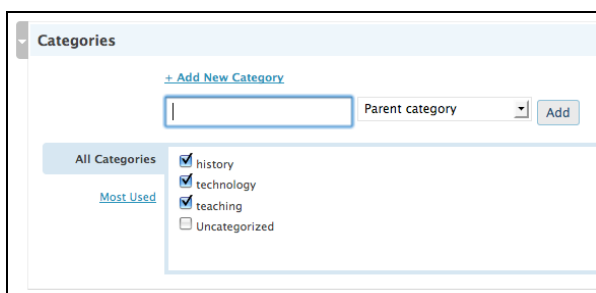 Categories
+ Add New Category
Parent category Add
All Categories
Most Used
history
technology
teaching
Uncategorized